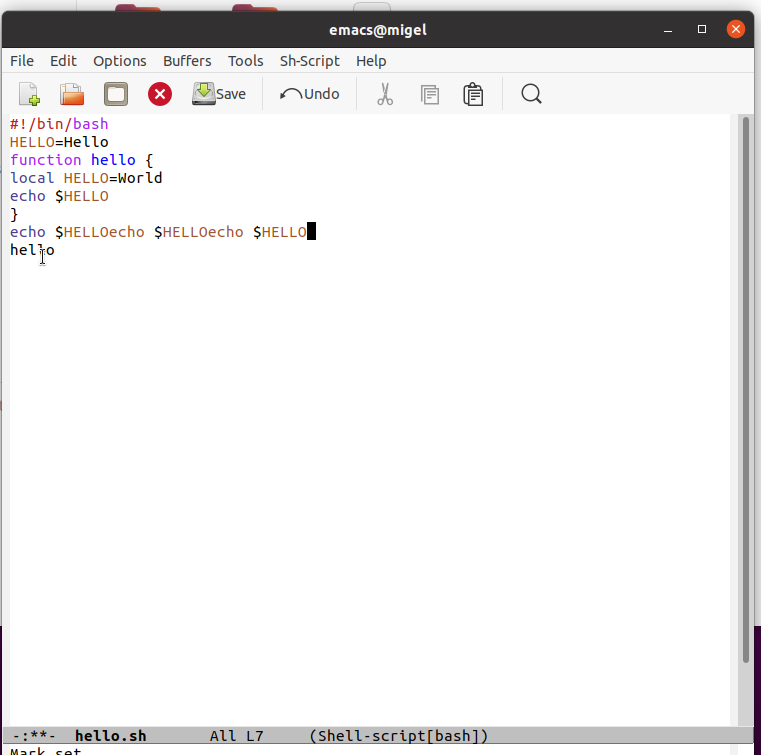 emacs@migel
File Edit Options Buffers Tools Sh-Script Help
Save Undo
#!/bin/bash
HELLO=Hello
function hello {
local HELLO=World
echo $HELLO
}
echo $HELLOecho $HELLOecho $HELLO
hello
-:**- hello.sh All L7 (Shell-script[bash])
Mark set